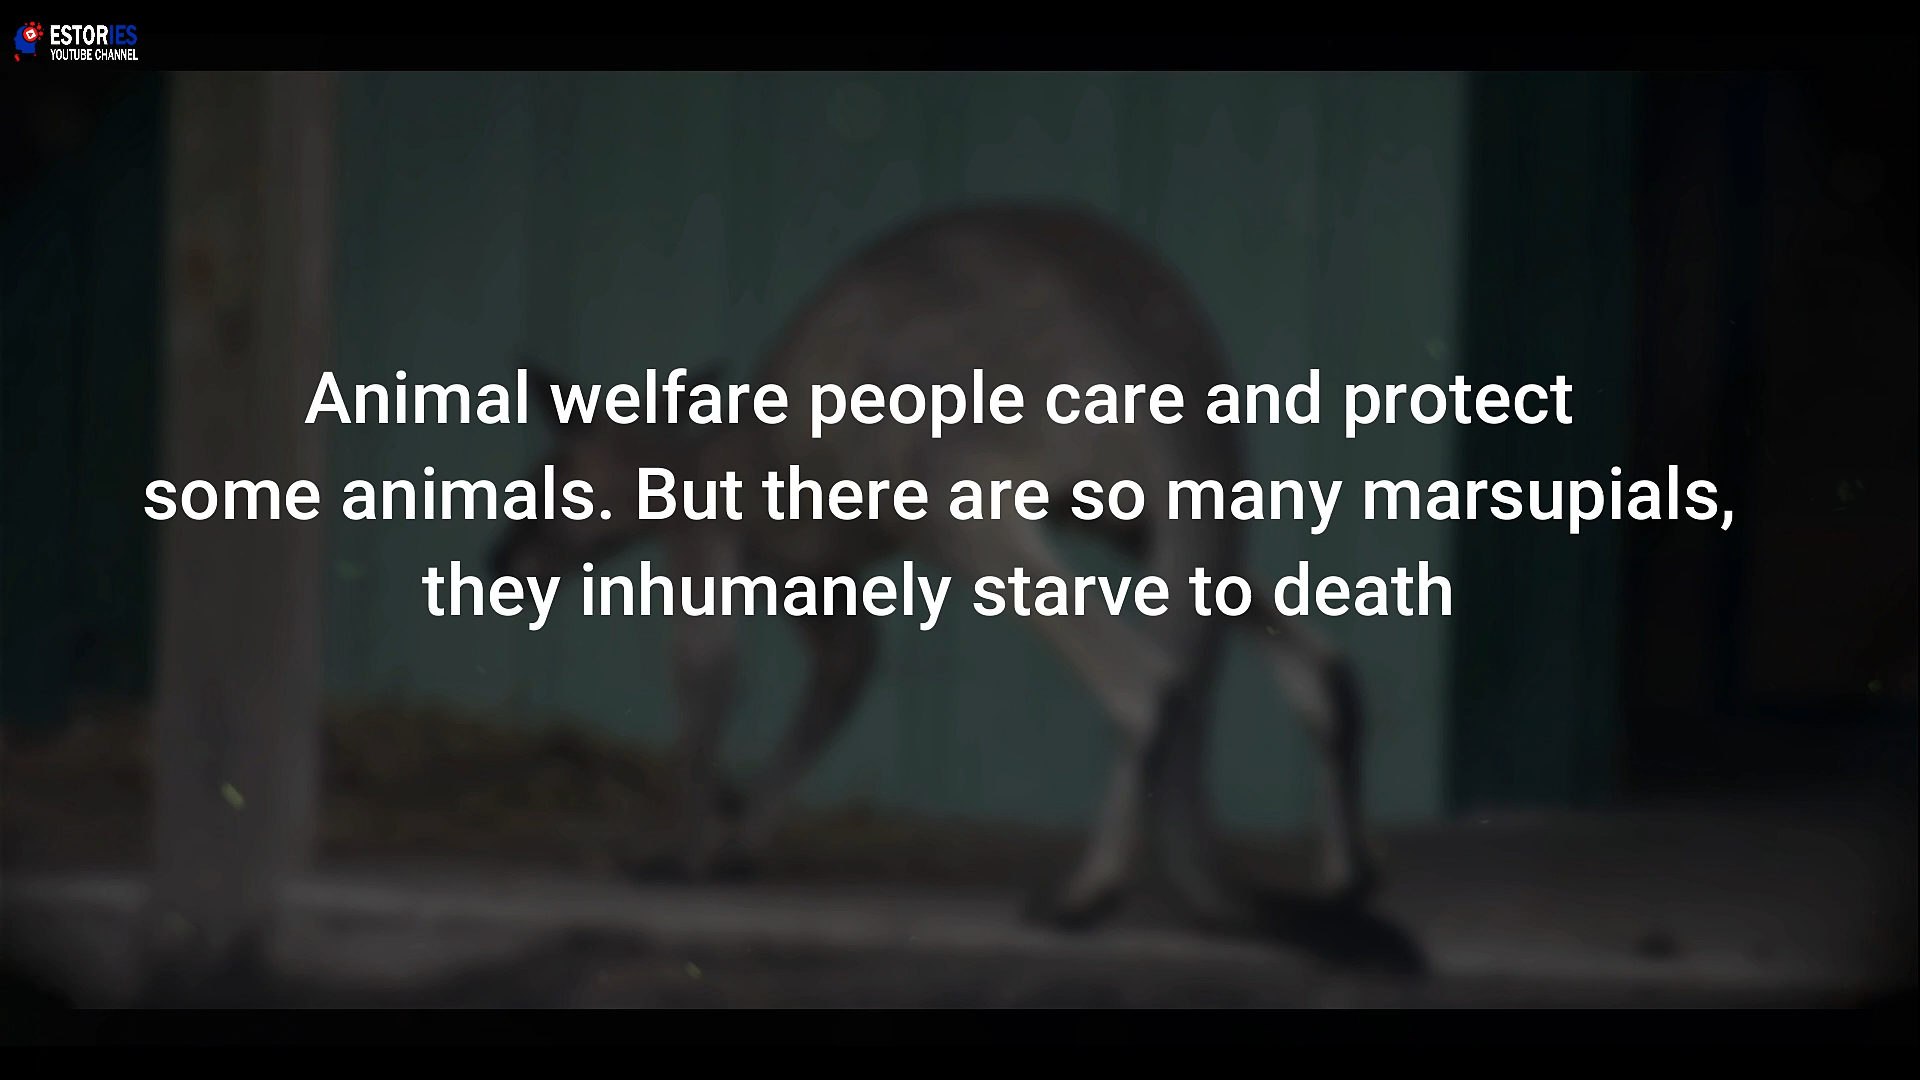 ESTORIES
YOUTUBE CHANNEL
Animal welfare people care and protect
some animals. But there are so many marsupials,
they inhumanely starve to death